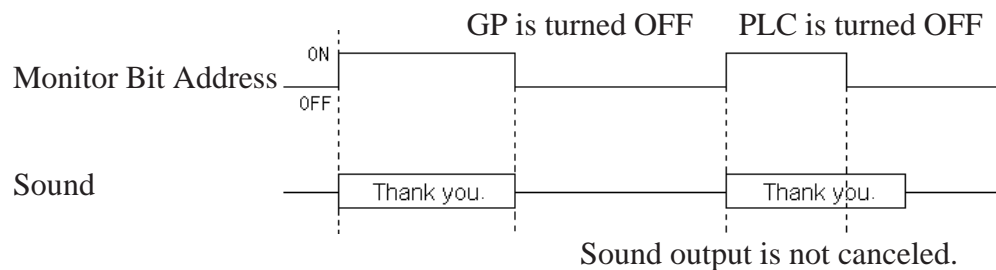 GP is turned OFF PLC is turned OFF
ON
Monitor Bit Address
OFF
Sound Thank you. Thank you.
Sound output is not canceled.